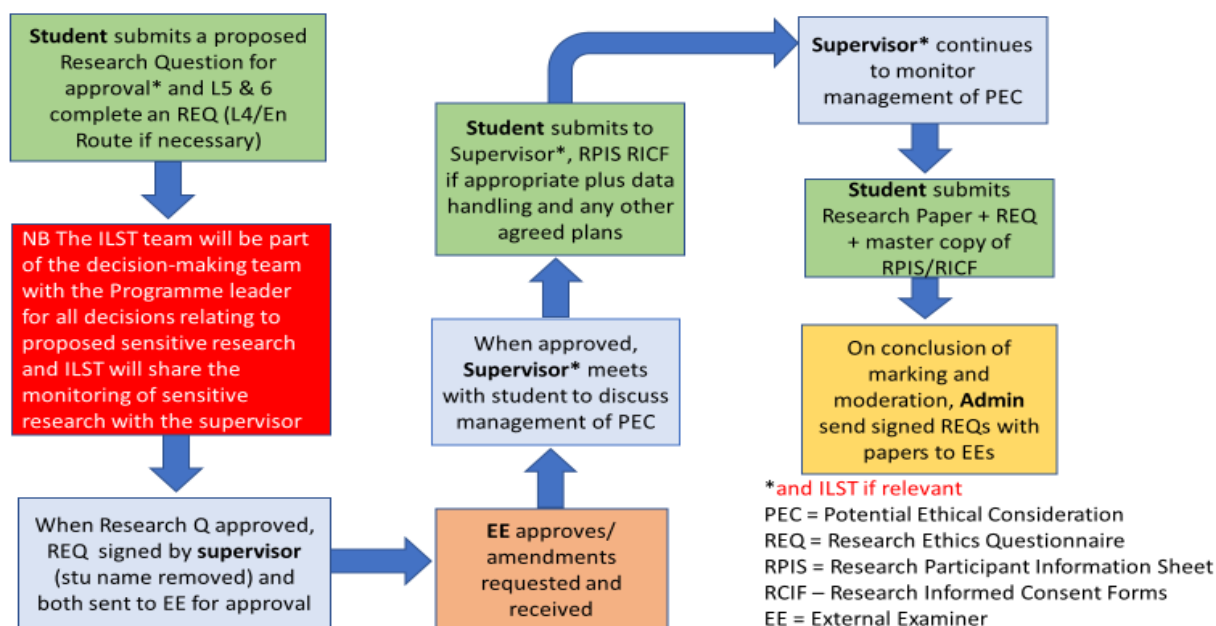 Student submits a proposed
Research Question for
approval* and L5 & 6
complete an REQ (L4/En
Route if necessary)
NB The ILST team will be part
of the decision-making team
with the Programme leader
for all decisions relating to
proposed sensitive research
and ILST will share the
monitoring of sensitive
research with the supervisor
When Research Q approved,
REQ signed by supervisor
(stu name removed) and
both sent to EE for approval
EE approves/
amendments
requested and
received
When approved,
Supervisor* meets
with student to discuss
management of PEC
Student submits to
Supervisor*, RPIS RICF
if appropriate plus data
handling and any other
agreed plans
Supervisor* continues
to monitor
management of PEC
Student submits
Research Paper + REQ
+ master copy of
RPIS/RICF
On conclusion of
marking and
moderation, Admin
send signed REQs with
papers to EEs
*and ILST if relevant
PEC = Potential Ethical Consideration
REQ = Research Ethics Questionnaire
RPIS = Research Participant Information Sheet
RCIF – Research Informed Consent Forms
EE = External Examiner